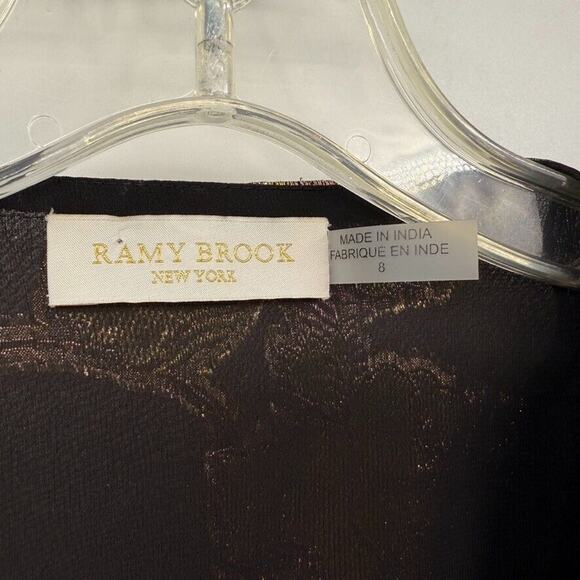 RAMY BROOK
NEW YORK
MADE IN INDIA
FABRIQUE EN INDE
8